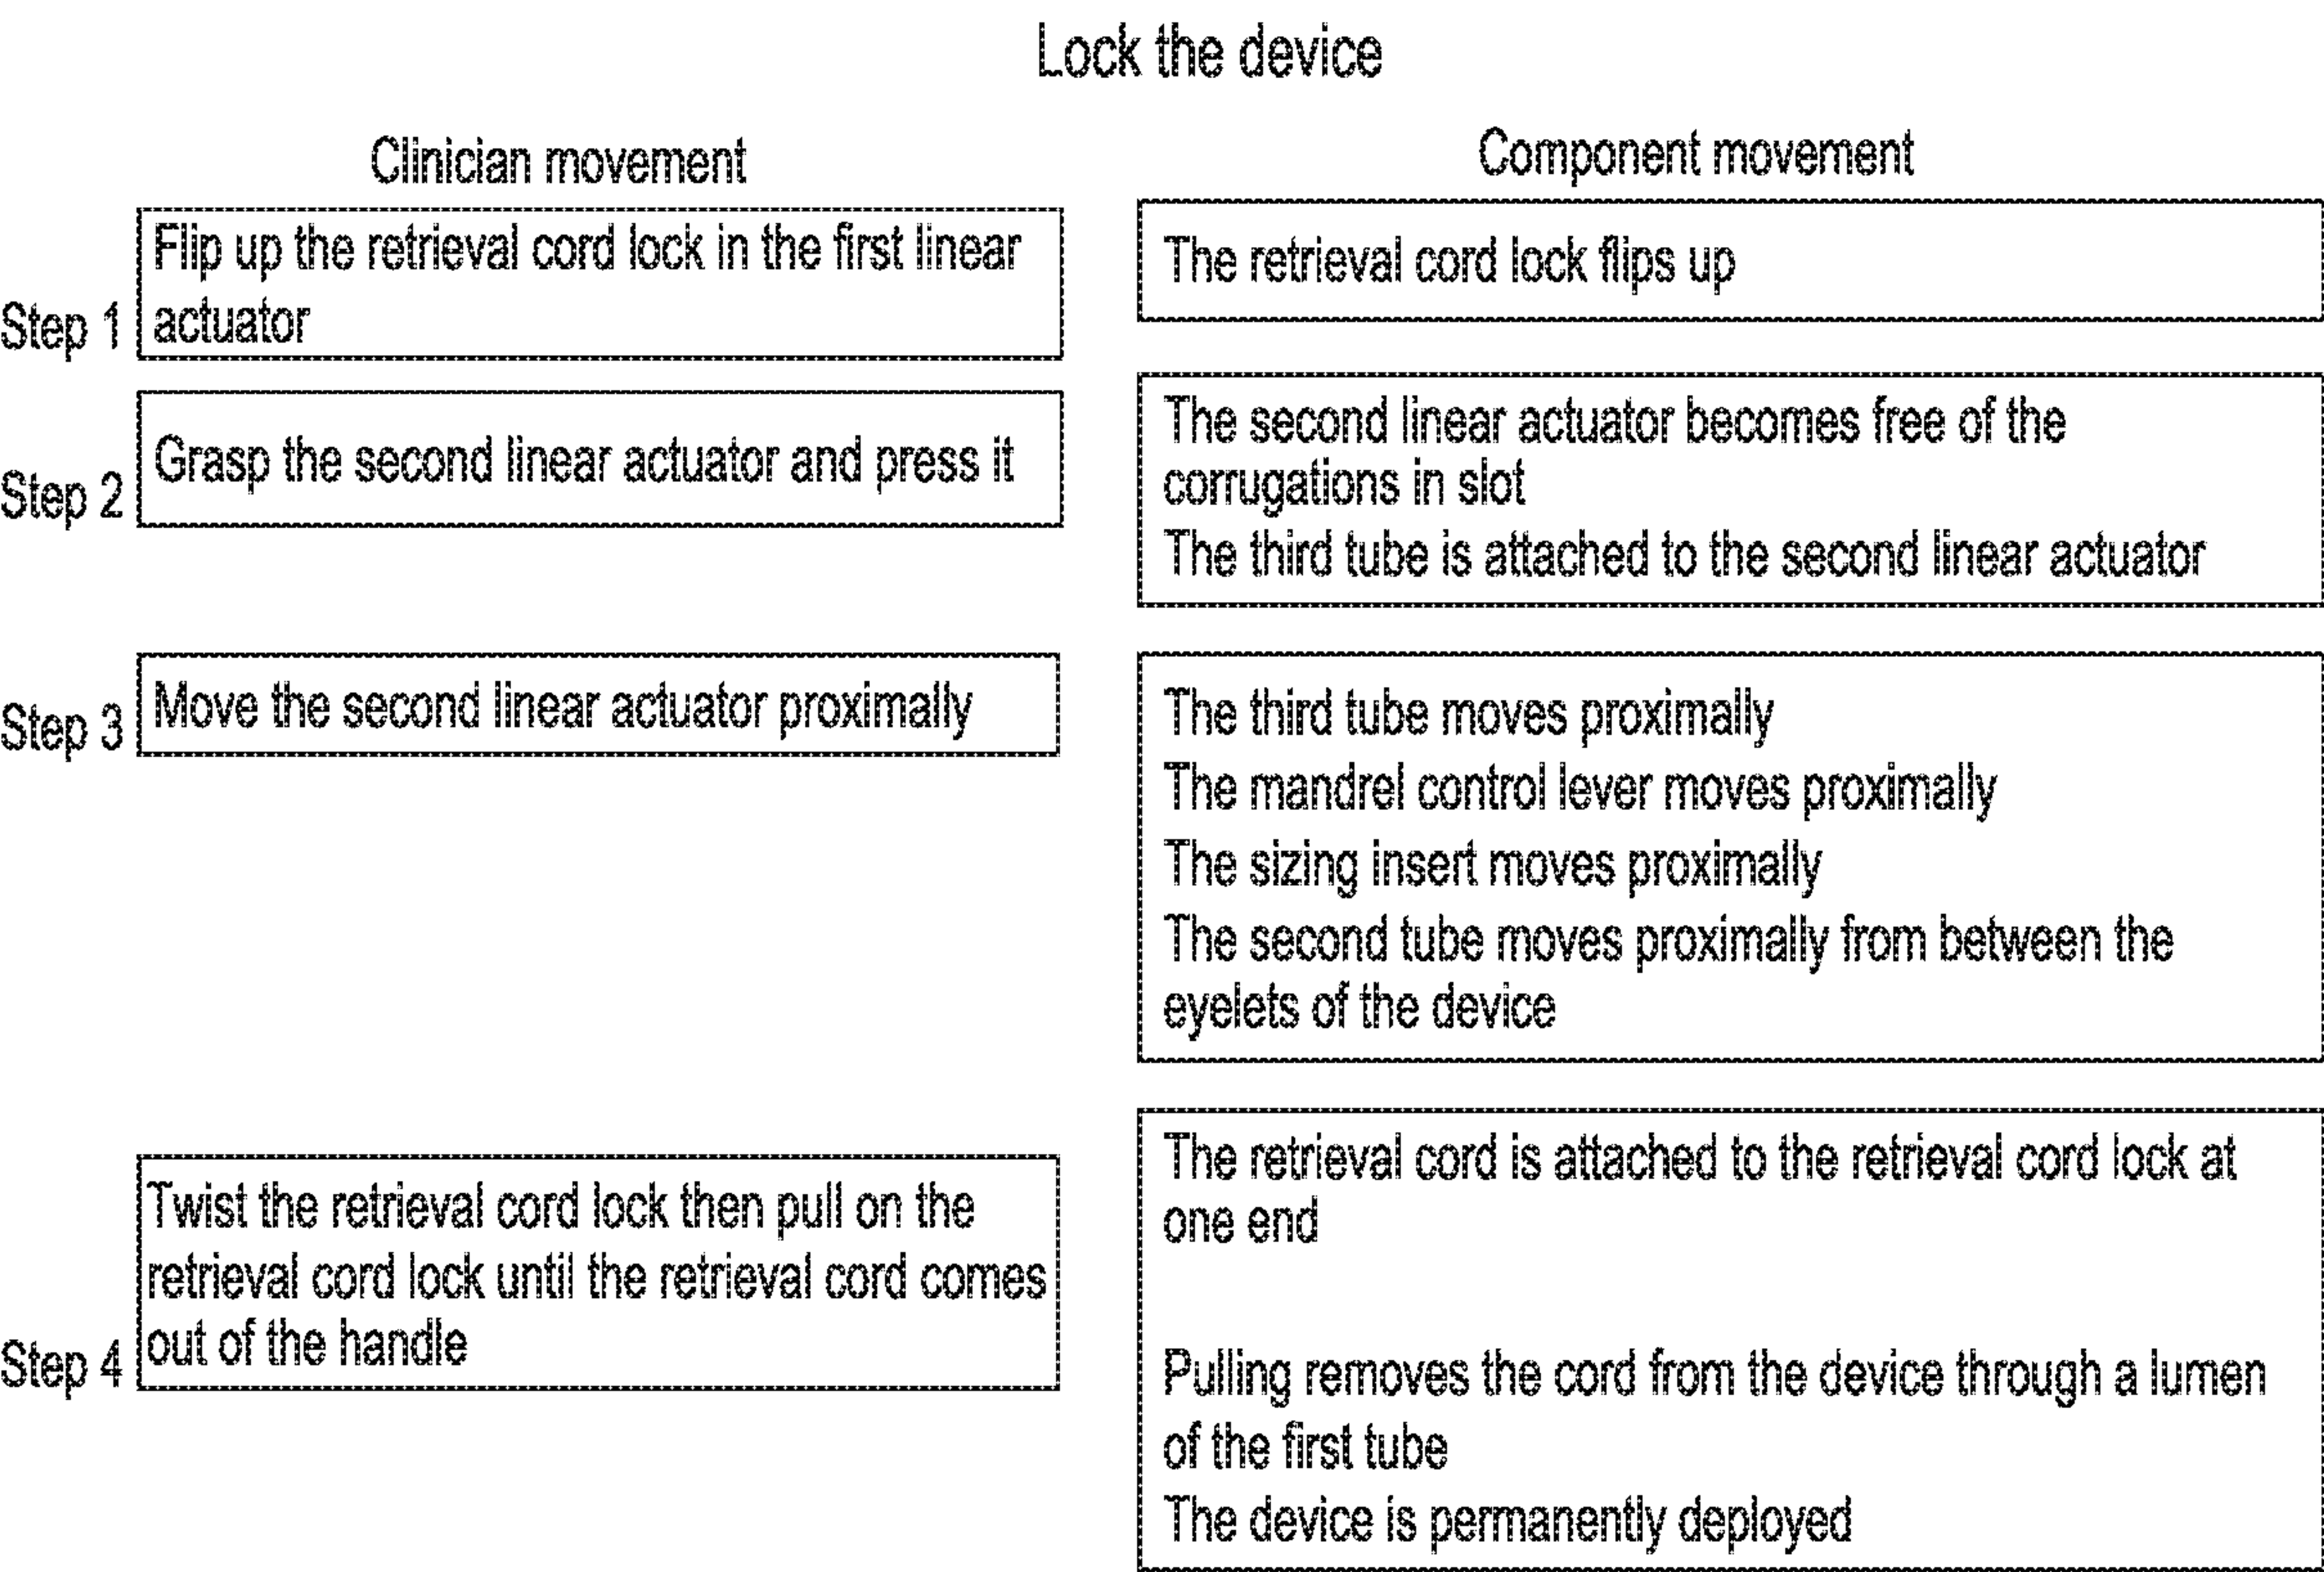 Lock the device
Clinician movement
Component movement
Step 1
Flip up the retrieval cord lock in the first linear
actuator
The retrieval cord lock flips up
Step 2
Grasp the second linear actuator and press it
The second linear actuator becomes free of the
corrugations in slot
The third tube is attached to the second linear actuator
Step 3
Move the second linear actuator proximally
The third tube moves proximally
The mandrel control lever moves proximally
The sizing insert moves proximally
The second tube moves proximally from between the
eyelets of the device
Step 4
Twist the retrieval cord lock then pull on the
retrieval cord lock until the retrieval cord comes
out of the handle
The retrieval cord is attached to the retrieval cord lock at
one end
Pulling removes the cord from the device through a lumen
of the first tube
The device is permanently deployed